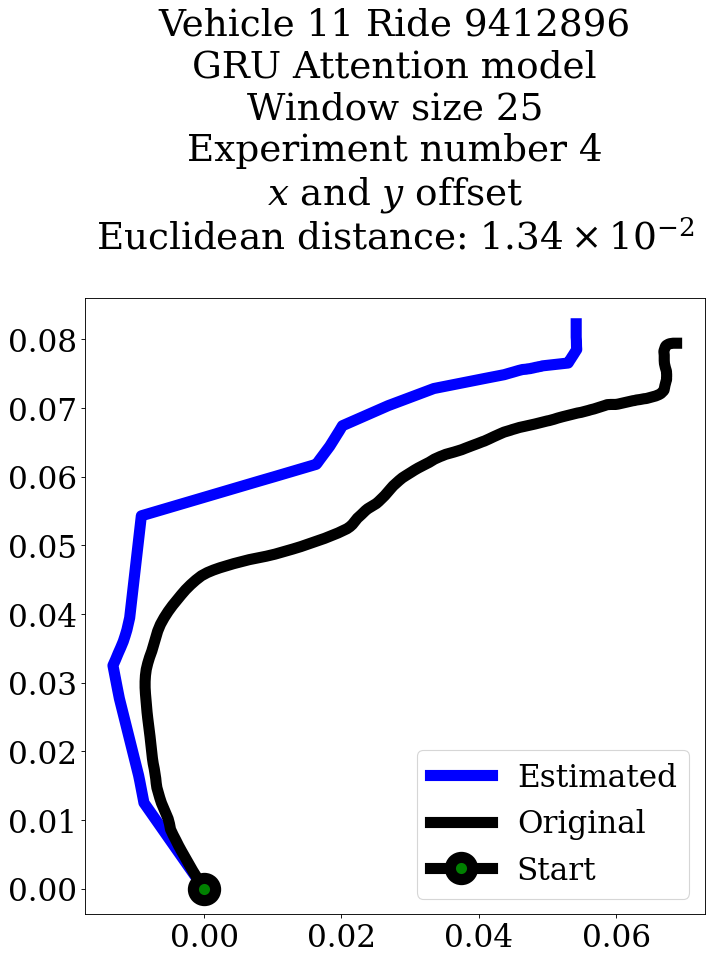 Vehicle 11 Ride 9412896
GRU Attention model
Window size 25
Experiment number 4
x and y offset
Euclidean distance: 1.34 × 10⁻²
0.08
0.07
0.06
0.05
0.04
0.03
0.02
0.01
0.00
Estimated
Original
Start
0.00 0.02 0.04 0.06